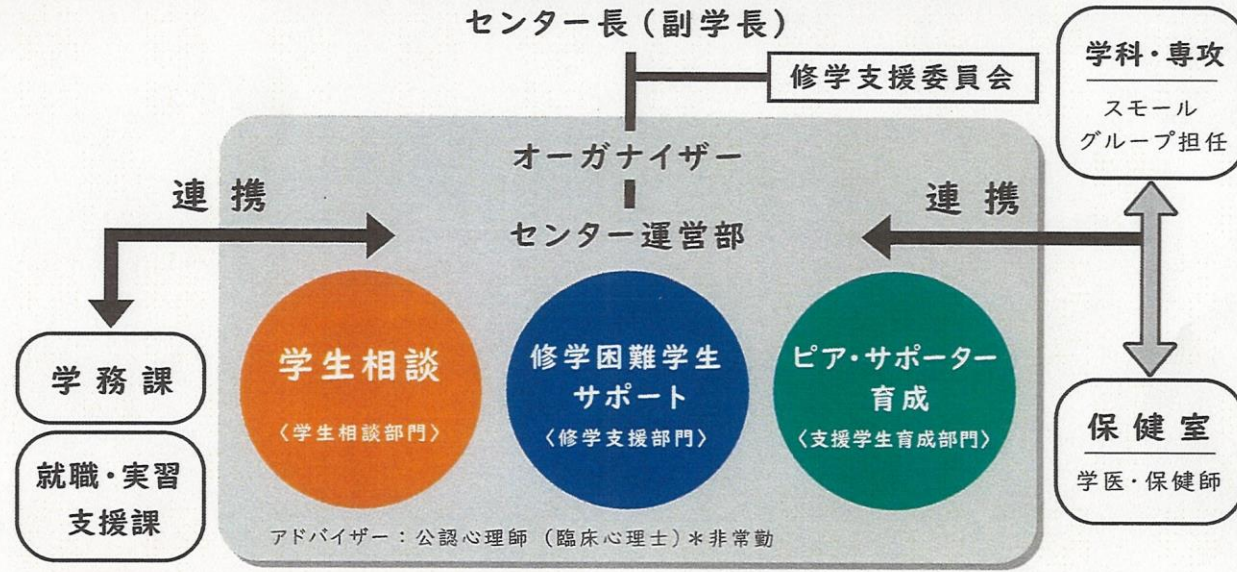 センター長(副学長)
修学支援委員会
学科・専攻
スモール
グループ担任
オーガナイザー
連携
連携
センター運営部
学生相談
〈学生相談部門〉
修学困難学生
サポート
〈修学支援部門〉
ピア・サポーター
育成
〈支援学生育成部門〉
学務課
就職・実習
支援課
保健室
学医・保健師
アドバイザー:公認心理師 (臨床心理士)*非常勤